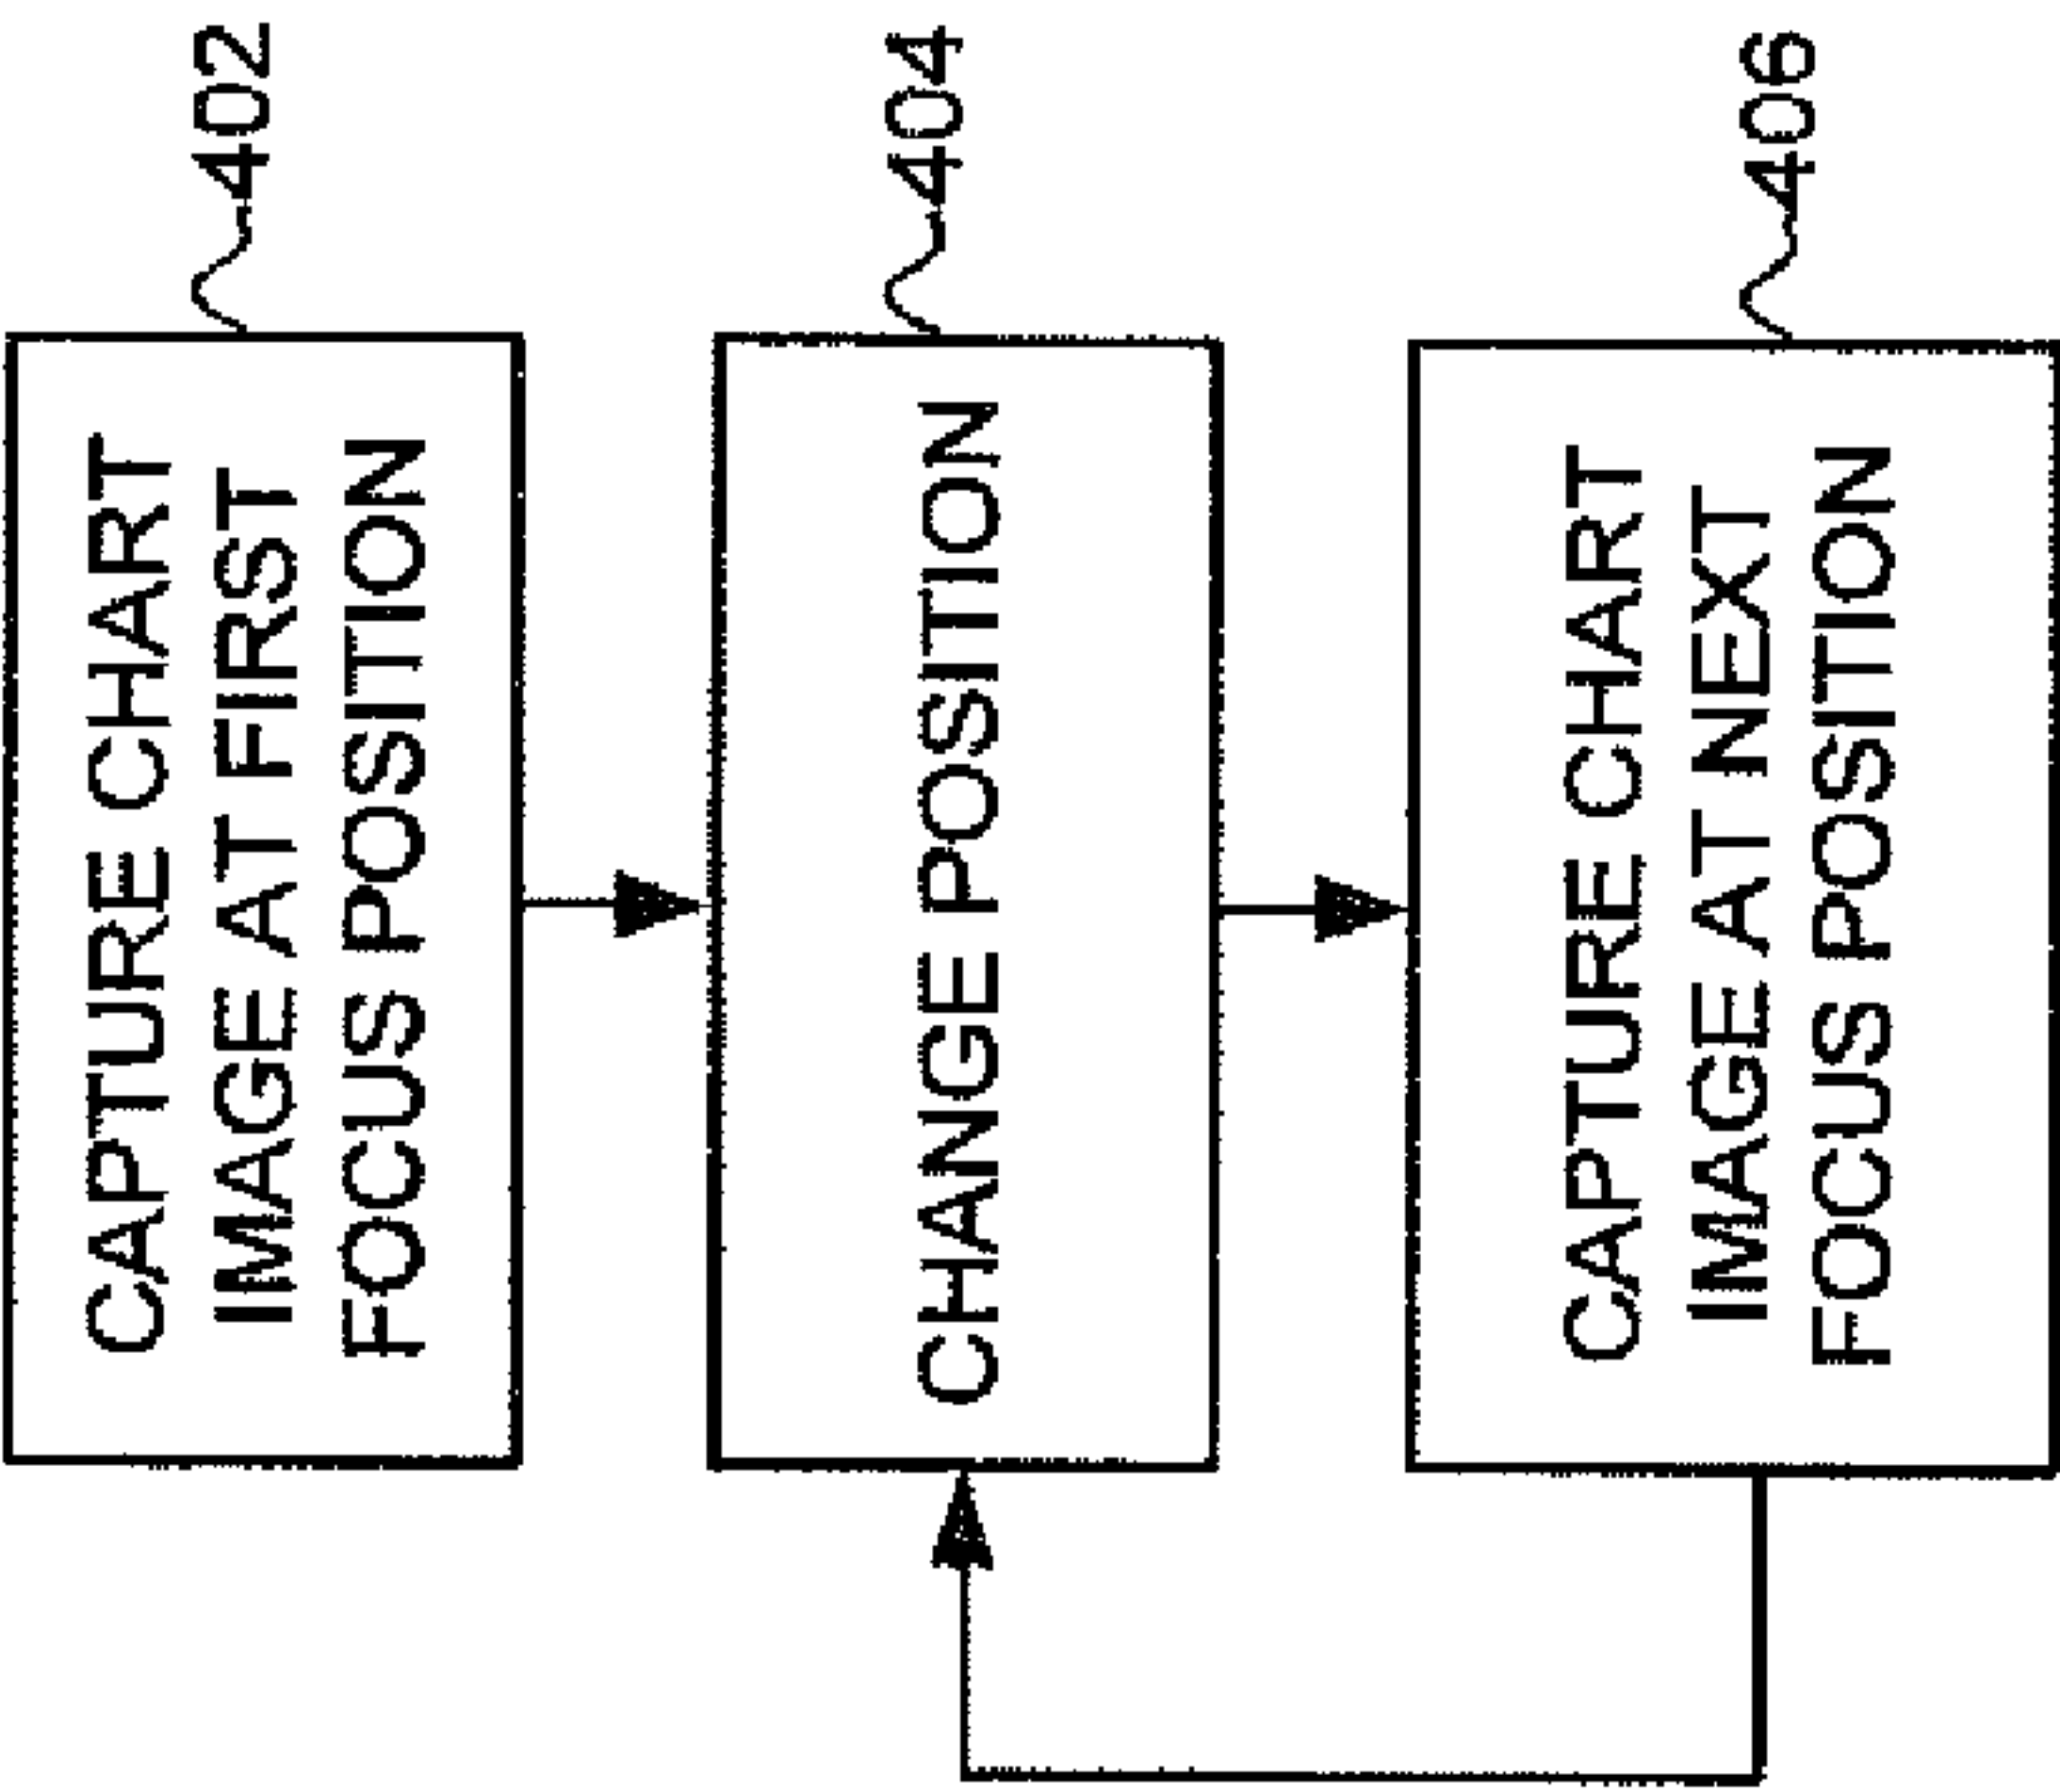 CAPTURE CHART
IMAGE AT FIRST
FOCUS POSITION
402
CHANGE POSITION
404
CAPTURE CHART
IMAGE AT NEXT
FOCUS POSITION
406